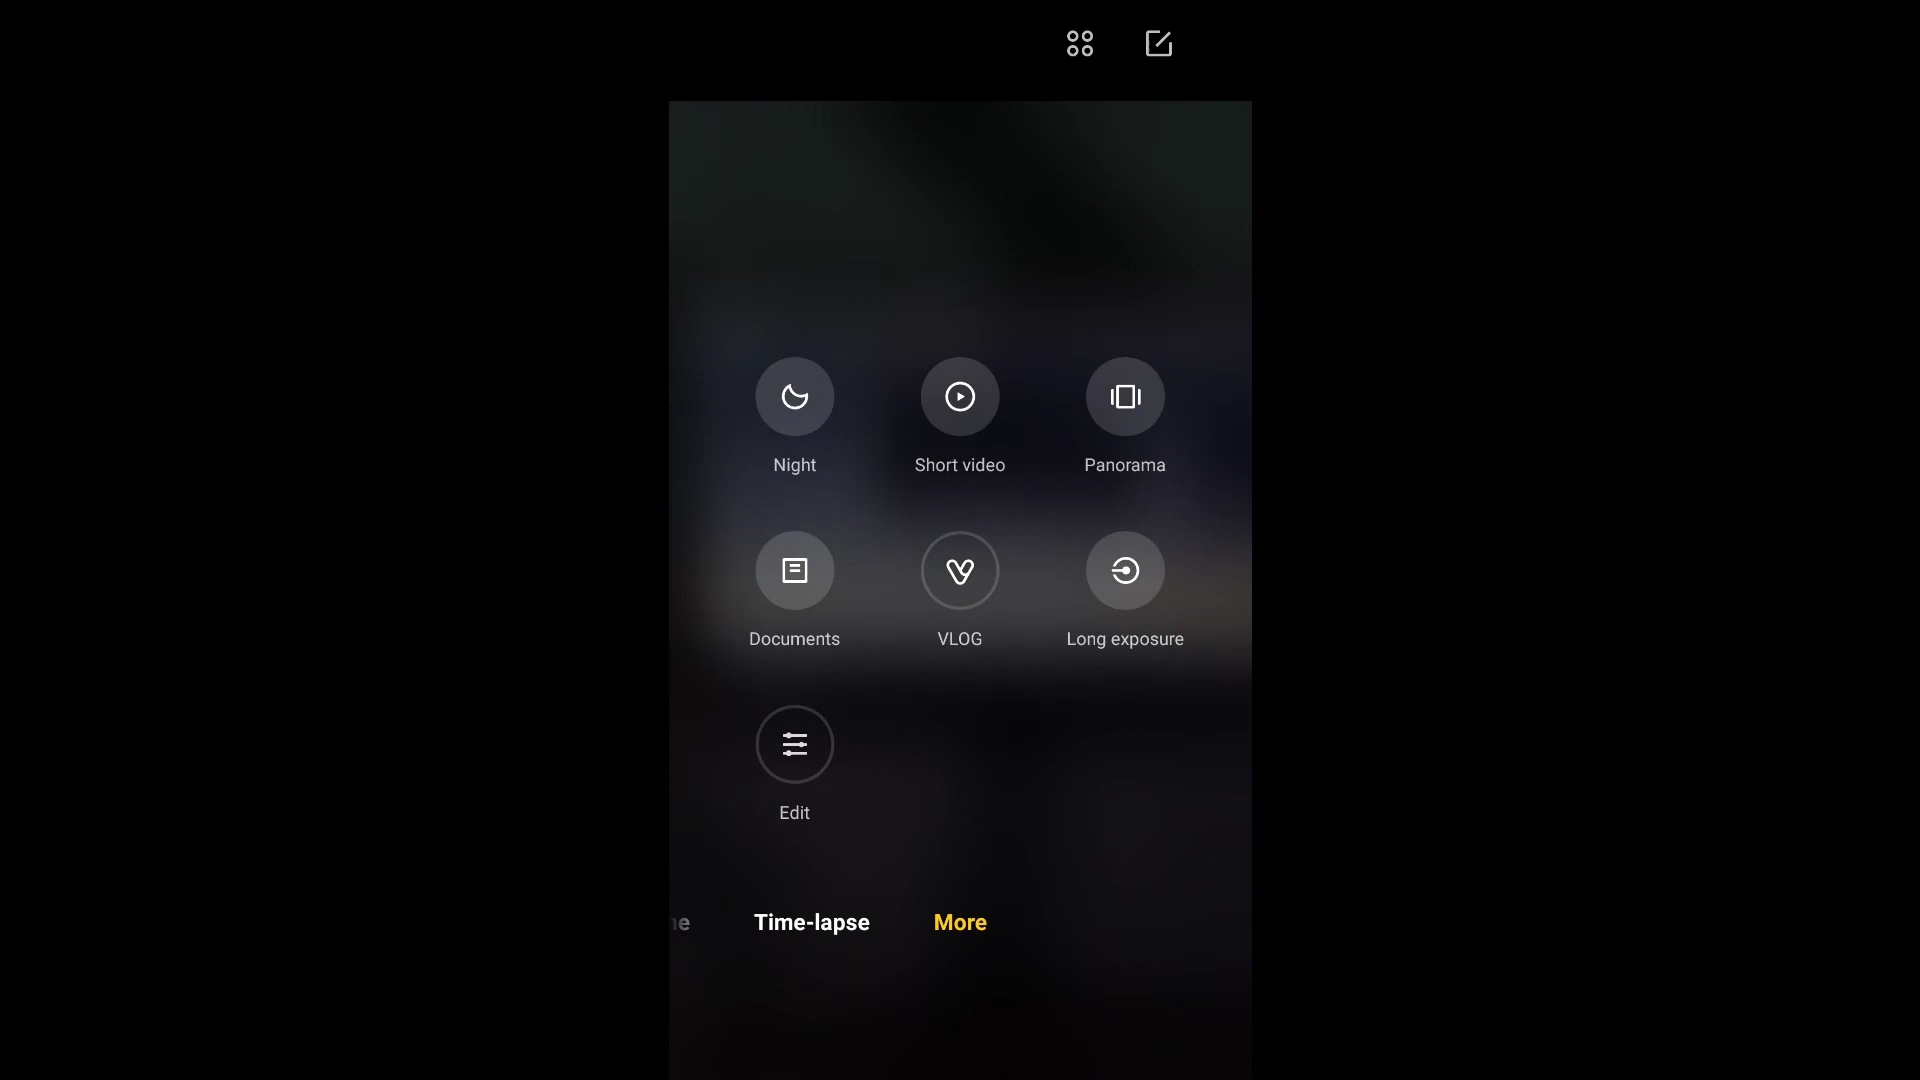 Night
Short video
Panorama
Documents
VLOG
Long exposure
Edit
Time-lapse
More